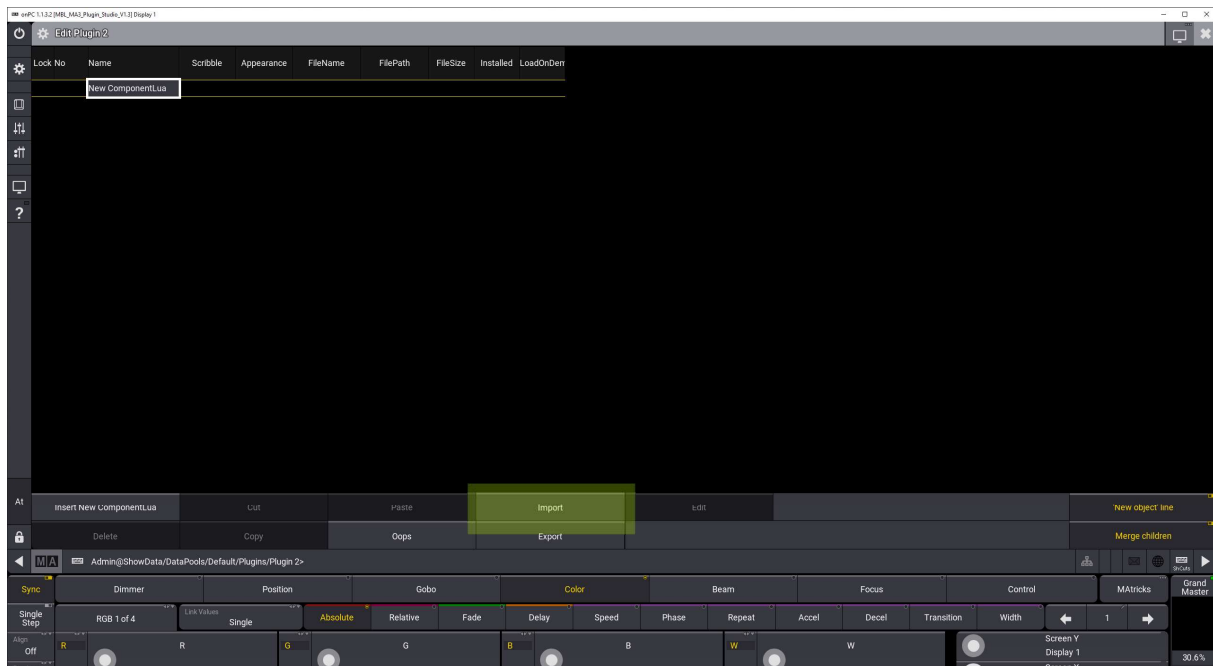 onPC 1.1.3.2 [MBL_MA3_Plugin_Studio_V1.3] Display 1
Edit Plugin 2
Lock No Name Scribble Appearance FileName FilePath FileSize Installed LoadOnDem
New ComponentLua
?
At Insert New ComponentLua Cut Paste Import Edit 'New object' line
Delete Copy Oops Export Merge children
MA Admin@ShowData/DataPools/Default/Plugins/Plugin 2> ShCuts
Sync Dimmer Position Gobo Color Beam Focus Control MAtricks Grand Master
Single Step RGB 1 of 4 Link Values Single Absolute Relative Fade Delay Speed Phase Repeat Accel Decel Transition Width 1
Align Off R R G G B B W W Screen Y Display 1
30.6%